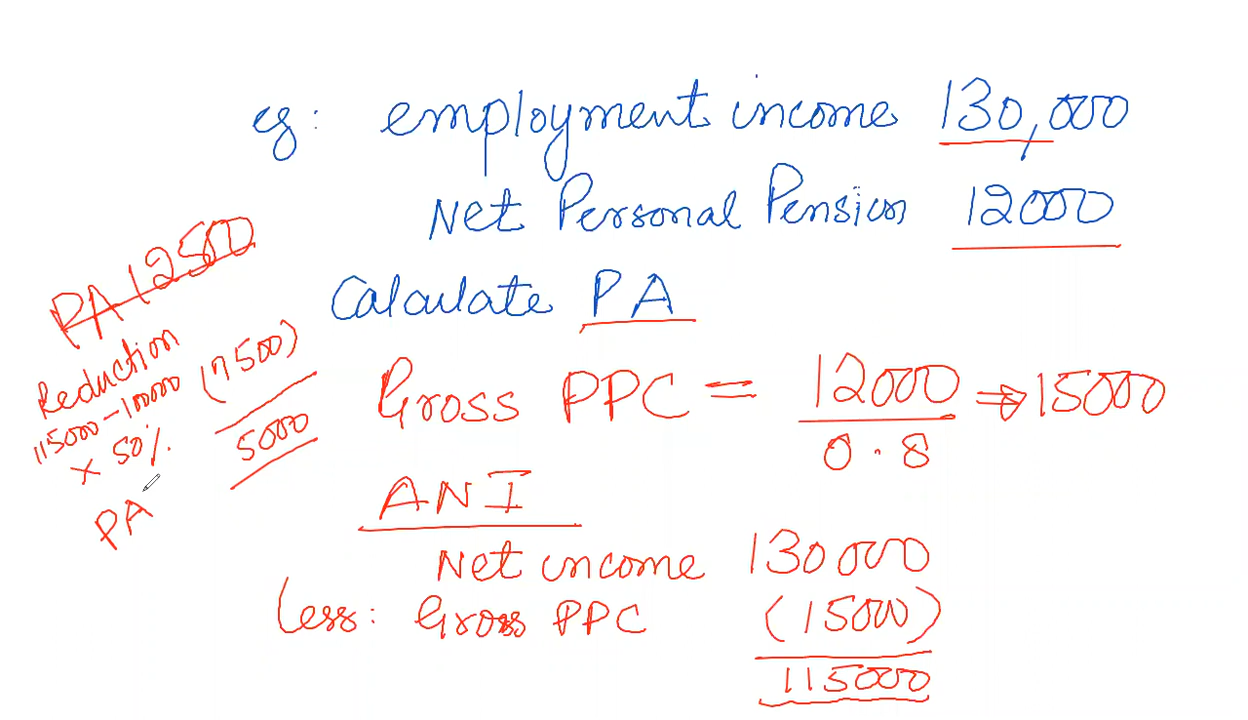 eg: employment income 130,000
Net Personal Pension 12000
Calculate PA
PA 12500
Reduction (7500)
115000-100000
x 50%. 5000
PA
Gross PPC = 12000 / 0.8 ⇒ 15000
ANI
Net income 130000
Less: Gross PPC (15000)
115000